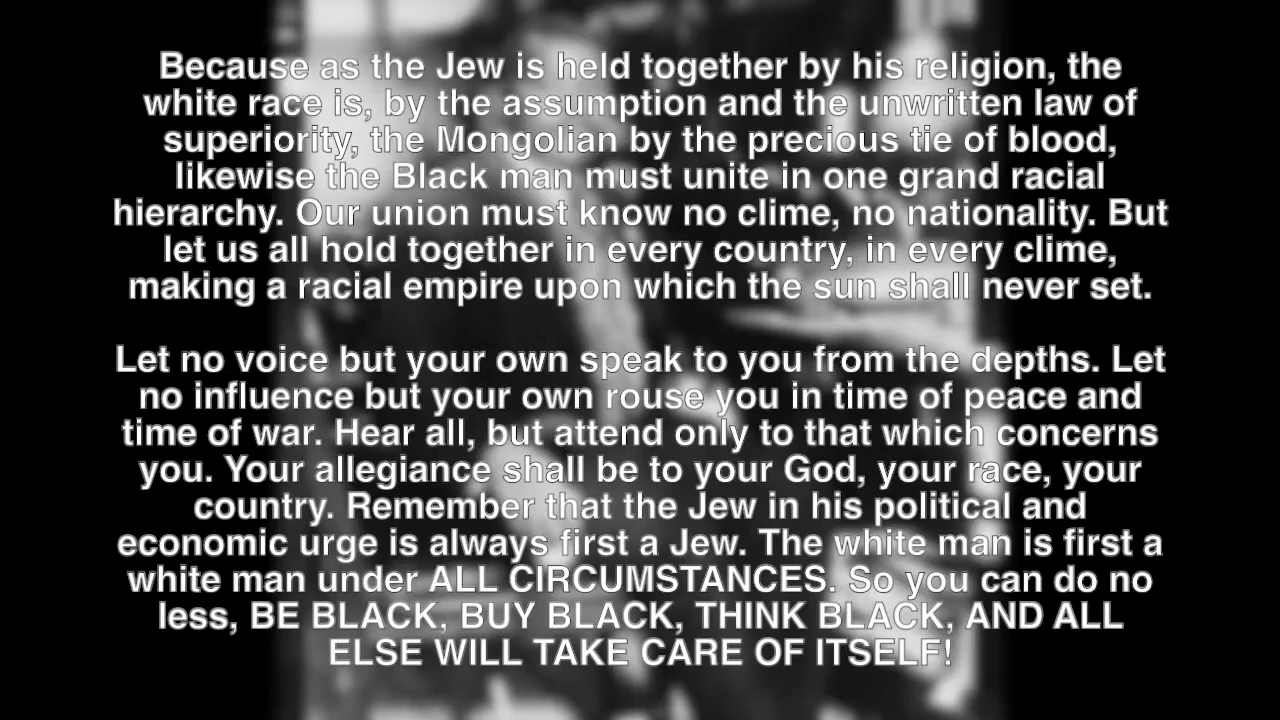 Because as the Jew is held together by his religion, the
white race is, by the assumption and the unwritten law of
superiority, the Mongolian by the precious tie of blood,
likewise the Black man must unite in one grand racial
hierarchy. Our union must know no clime, no nationality. But
let us all hold together in every country, in every clime,
making a racial empire upon which the sun shall never set.
Let no voice but your own speak to you from the depths. Let
no influence but your own rouse you in time of peace and
time of war. Hear all, but attend only to that which concerns
you. Your allegiance shall be to your God, your race, your
country. Remember that the Jew in his political and
economic urge is always first a Jew. The white man is first a
white man under ALL CIRCUMSTANCES. So you can do no
less, BE BLACK, BUY BLACK, THINK BLACK, AND ALL
ELSE WILL TAKE CARE OF ITSELF!